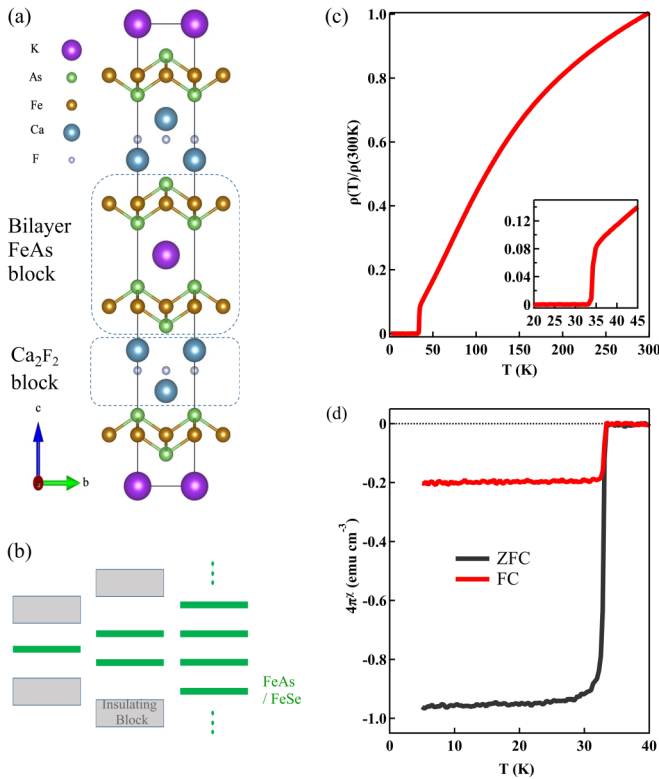 (a)
K
As
Fe
Ca
F
Bilayer
FeAs
block
Ca₂F₂
block
c
a
b
(b)
Insulating
Block
FeAs
/ FeSe
(c)
ρ(T)/ρ(300K)
1.0
0.8
0.6
0.4
0.2
0
0.12
0.08
0.04
0
20 25 30 35 40 45
0 50 100 150 200 250 300
T (K)
(d)
4πχ (emu cm⁻³)
0
-0.2
-0.4
-0.6
-0.8
-1.0
ZFC
FC
0 10 20 30 40
T (K)